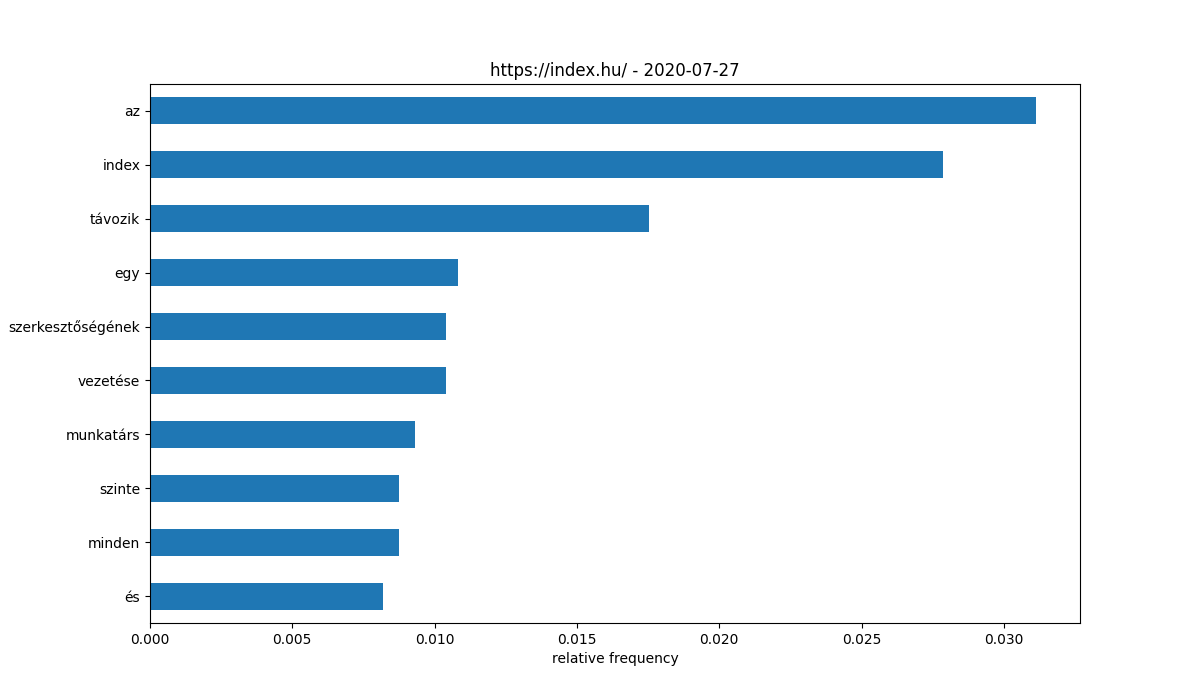 https://index.hu/ - 2020-07-27
az
index
távozik
egy
szerkesztőségének
vezetése
munkatárs
szinte
minden
és
0.000 0.005 0.010 0.015 0.020 0.025 0.030
relative frequency